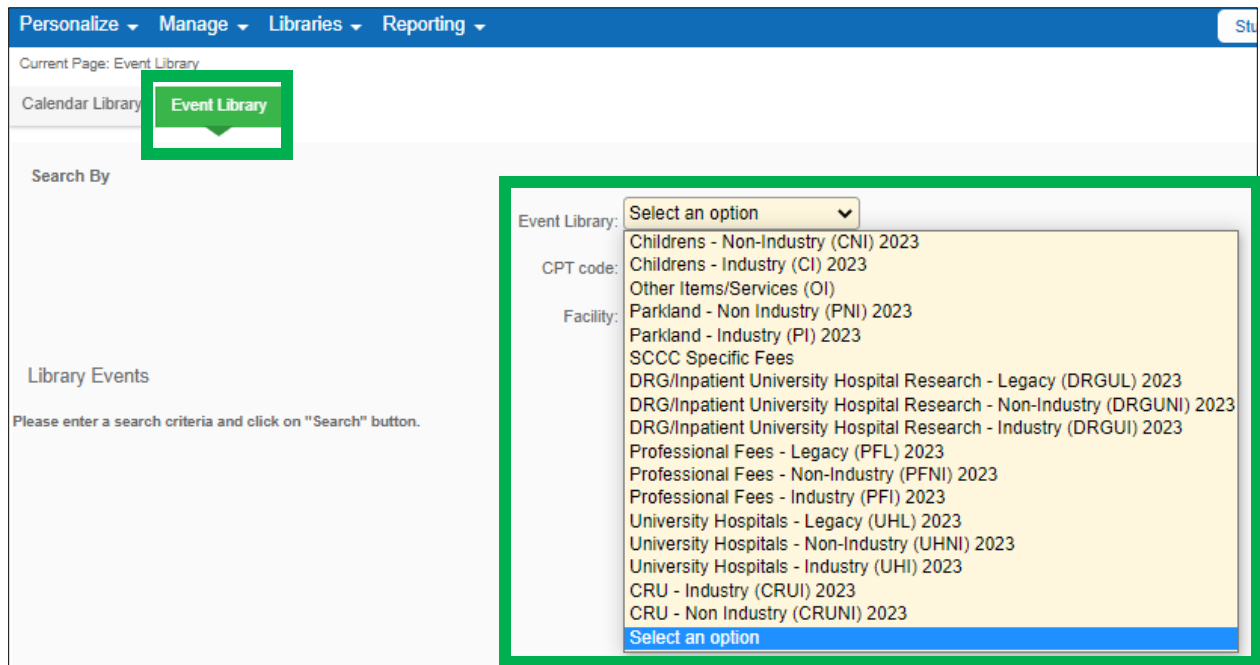 Personalize Manage Libraries Reporting
Current Page: Event Library
Calendar Library Event Library
Search By
Event Library: Select an option
Childrens - Non-Industry (CNI) 2023
CPT code: Childrens - Industry (CI) 2023
Other Items/Services (OI)
Facility: Parkland - Non Industry (PNI) 2023
Parkland - Industry (PI) 2023
SCCC Specific Fees
Library Events
DRG/Inpatient University Hospital Research - Legacy (DRGUL) 2023
DRG/Inpatient University Hospital Research - Non-Industry (DRGUNI) 2023
Please enter a search criteria and click on "Search" button.
DRG/Inpatient University Hospital Research - Industry (DRGUI) 2023
Professional Fees - Legacy (PFL) 2023
Professional Fees - Non-Industry (PFNI) 2023
Professional Fees - Industry (PFI) 2023
University Hospitals - Legacy (UHL) 2023
University Hospitals - Non-Industry (UHNI) 2023
University Hospitals - Industry (UHI) 2023
CRU - Industry (CRUI) 2023
CRU - Non Industry (CRUNI) 2023
Select an option